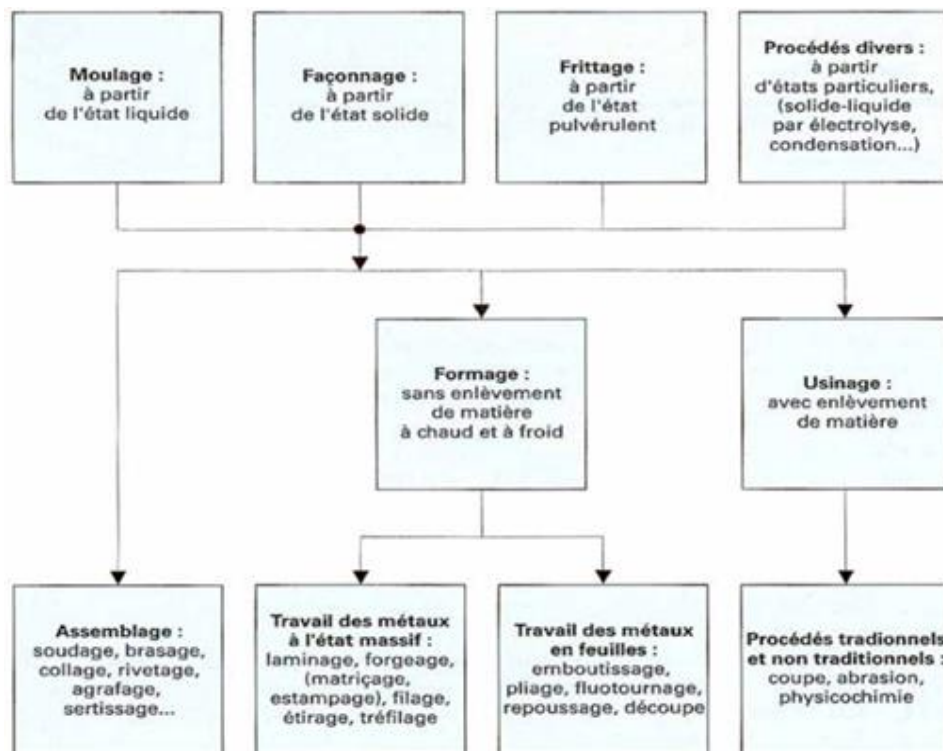 Moulage :
à partir
de l'état liquide
Façonnage :
à partir
de l'état solide
Frittage :
à partir
de l'état
pulvérulent
Procédés divers :
à partir
d'états particuliers,
(solide-liquide
par électrolyse,
condensation...)
Formage :
sans enlèvement
de matière
à chaud et à froid
Usinage :
avec enlèvement
de matière
Assemblage :
soudage, brasage,
collage, rivetage,
agrafage,
sertissage...
Travail des métaux
à l'état massif :
laminage, forgeage,
(matriçage,
estampage), filage,
étirage, tréfilage
Travail des métaux
en feuilles :
emboutissage,
pliage, fluotournage,
repoussage, découpe
Procédés tradionnels
et non traditionnels :
coupe, abrasion,
physicochimie